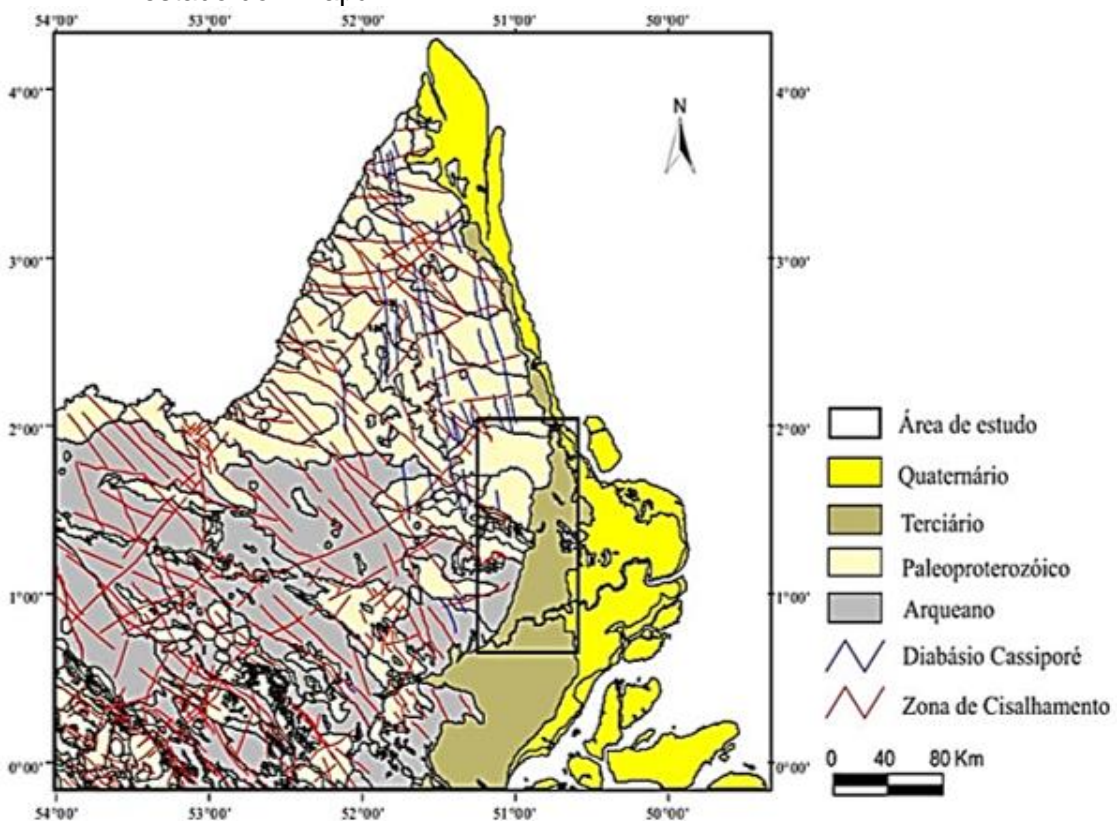 54°00' 53°00' 52°00' 51°00' 50°00'
4°00' 4°00'
N
3°00' 3°00'
2°00' 2°00'
1°00' 1°00'
0°00' 0°00'
54°00' 53°00' 52°00' 51°00' 50°00'
Área de estudo
Quaternário
Terciário
Paleoproterozóico
Arqueano
Diabásio Cassiporé
Zona de Cisalhamento
0 40 80 Km